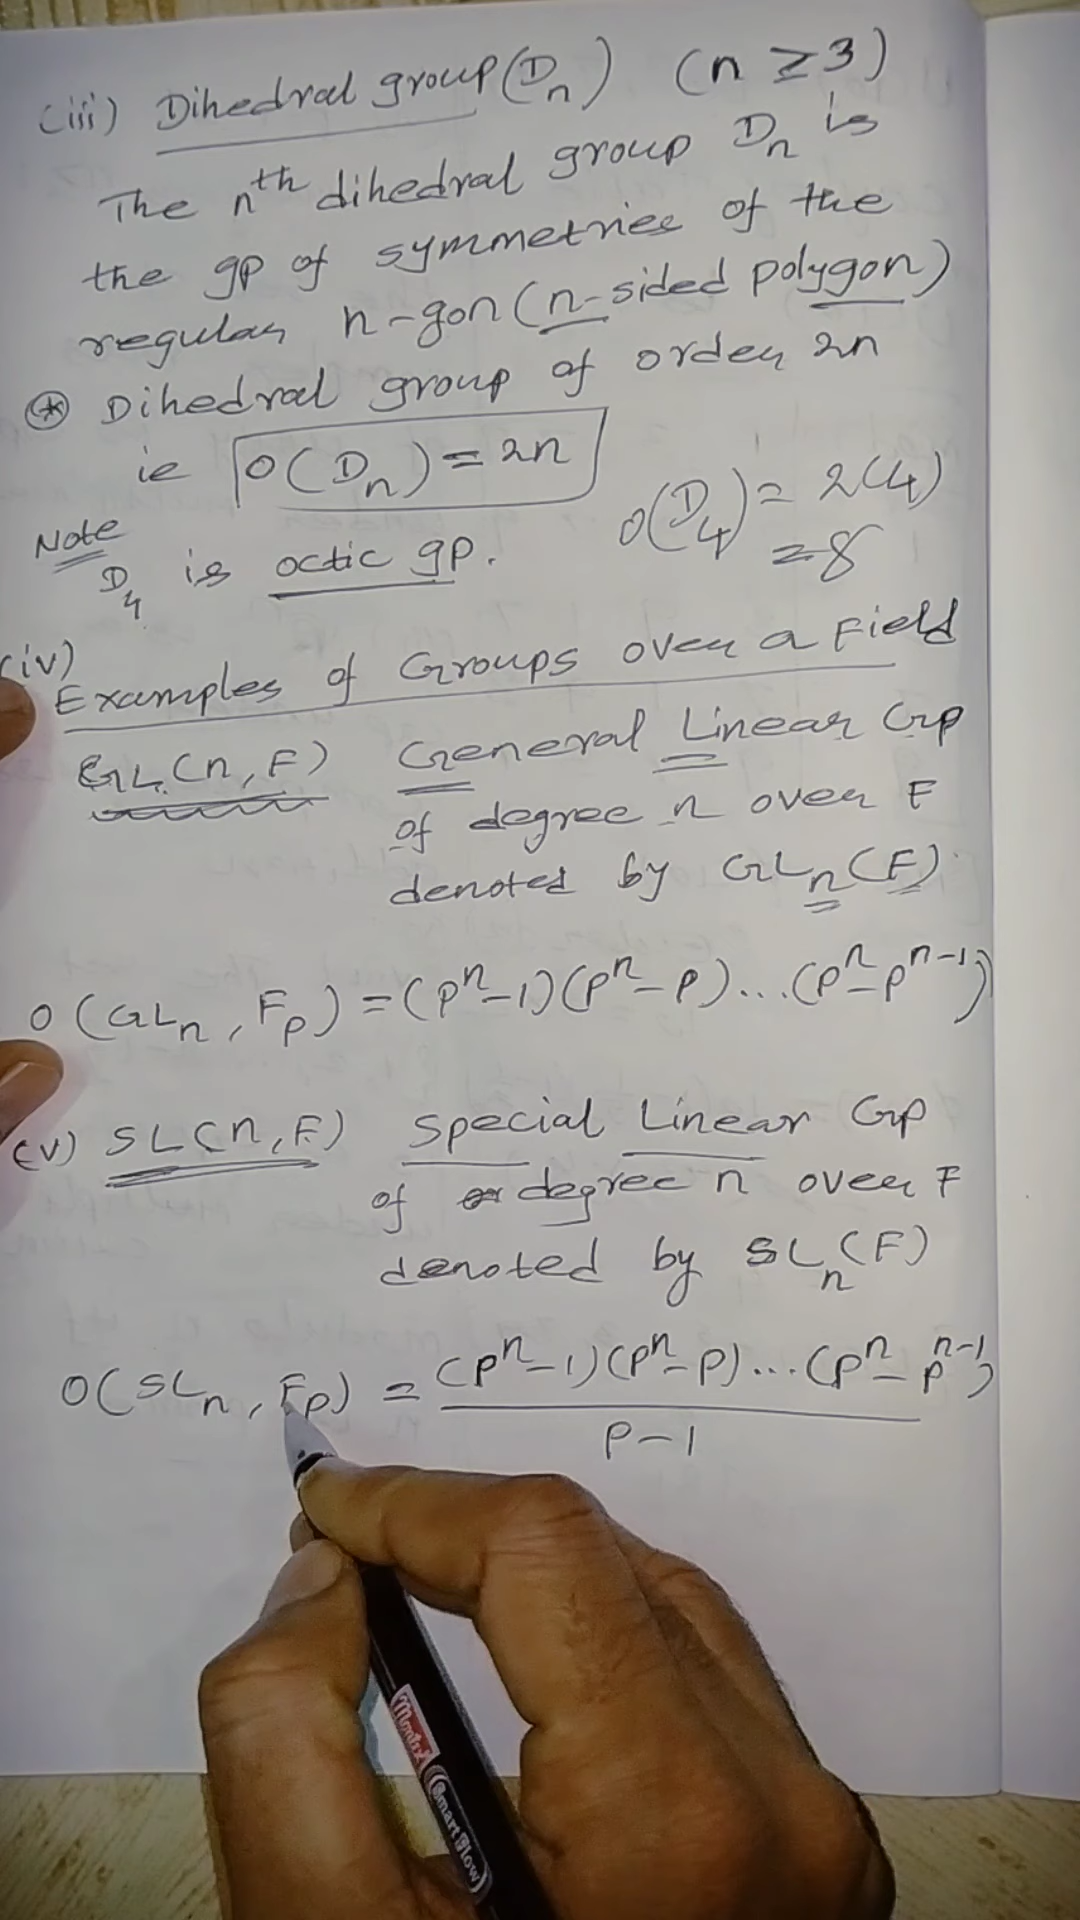 (iii) Dihedral group (Dn) (n ≥ 3)
The nth dihedral group Dn is
the gp of symmetries of the
regular n-gon (n-sided polygon)
⊛ Dihedral group of order 2n
ie O(Dn) = 2n
O(D4) = 2(4)
= 8
Note
D4 is octic gp.
(iv)
Examples of Groups over a Field
GL(n, F) General Linear Gp
of degree n over F
denoted by GLn(F)
O(GLn, Fp) = (p^n-1)(p^n-p)...(p^n-p^n-1)
(v) SL(n, F) Special Linear Gp
of degree n over F
denoted by SLn(F)
O(SLn, Fp) = (p^n-1)(p^n-p)...(p^n-p^n-1)
p-1
Montex
Smart Flow